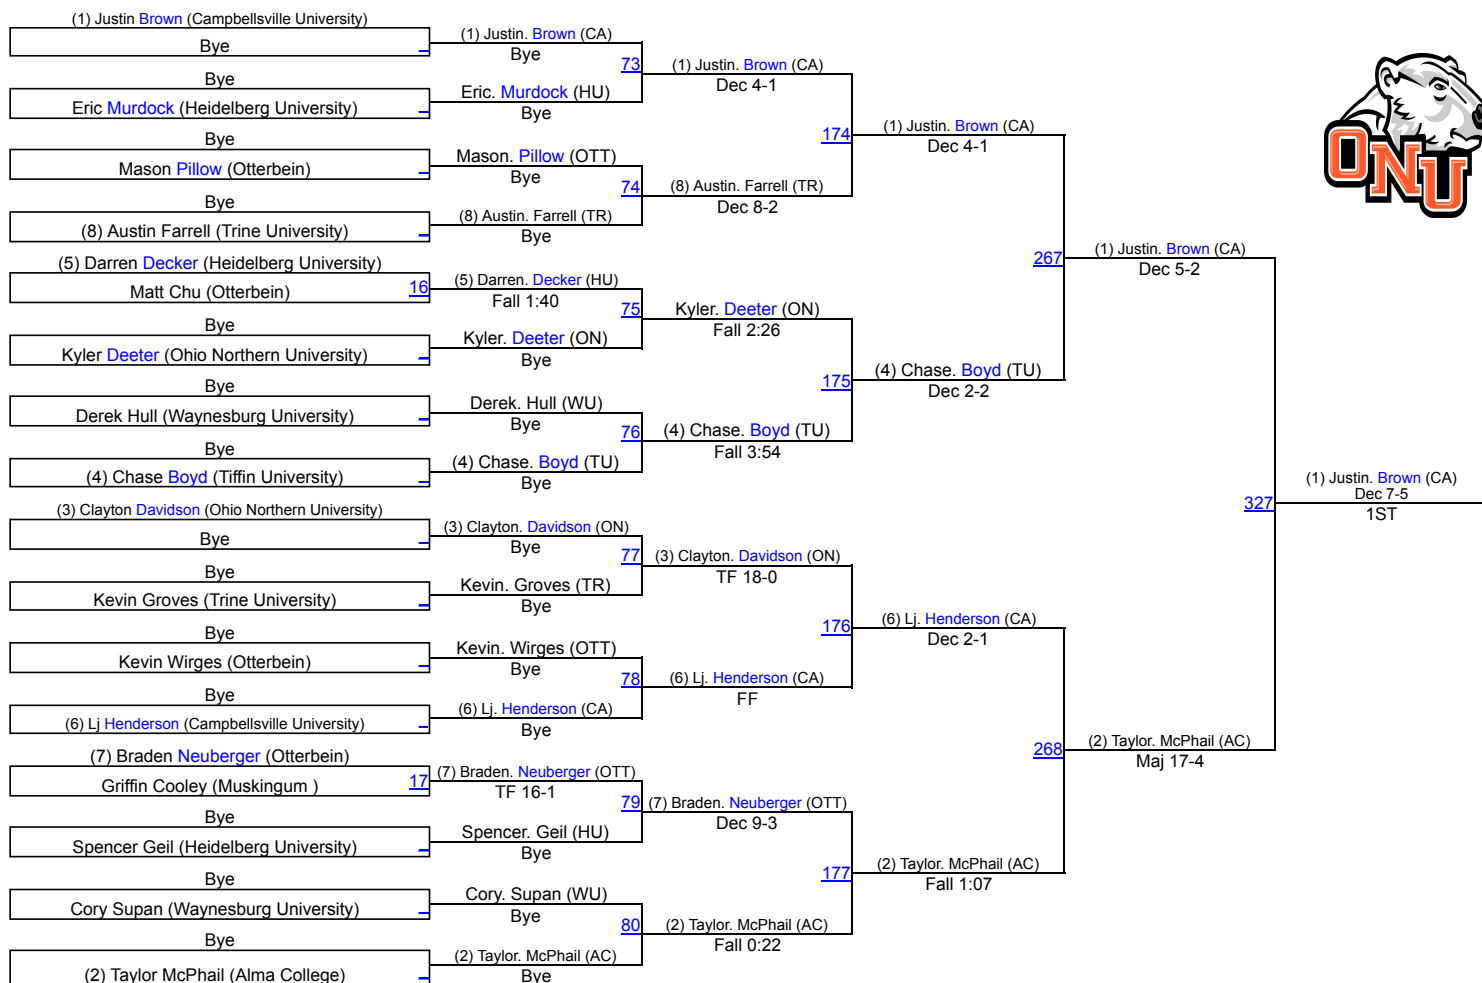 (1) Justin Brown (Campbellsville University)
Bye
Bye
Eric Murdock (Heidelberg University)
Bye
Mason Pillow (Otterbein)
Bye
(8) Austin Farrell (Trine University)
(5) Darren Decker (Heidelberg University)
Matt Chu (Otterbein) 16
Bye
Kyler Deeter (Ohio Northern University)
Bye
Derek Hull (Waynesburg University)
Bye
(4) Chase Boyd (Tiffin University)
(3) Clayton Davidson (Ohio Northern University)
Bye
Bye
Kevin Groves (Trine University)
Bye
Kevin Wirges (Otterbein)
Bye
(6) Lj Henderson (Campbellsville University)
(7) Braden Neuberger (Otterbein)
Griffin Cooley (Muskingum ) 17
Bye
Spencer Geil (Heidelberg University)
Bye
Cory Supan (Waynesburg University)
Bye
(2) Taylor McPhail (Alma College)
(1) Justin. Brown (CA)
Bye
73
Eric. Murdock (HU)
Bye
Mason. Pillow (OTT)
Bye
74
(8) Austin. Farrell (TR)
Bye
(5) Darren. Decker (HU)
Fall 1:40
75
Kyler. Deeter (ON)
Bye
Derek. Hull (WU)
Bye
76
(4) Chase. Boyd (TU)
Bye
(3) Clayton. Davidson (ON)
Bye
77
Kevin. Groves (TR)
Bye
Kevin. Wirges (OTT)
Bye
78
(6) Lj. Henderson (CA)
Bye
(7) Braden. Neuberger (OTT)
TF 16-1
79
Spencer. Geil (HU)
Bye
Cory. Supan (WU)
Bye
80
(2) Taylor. McPhail (AC)
Bye
(1) Justin. Brown (CA)
Dec 4-1
174
(8) Austin. Farrell (TR)
Dec 8-2
Kyler. Deeter (ON)
Fall 2:26
175
(4) Chase. Boyd (TU)
Fall 3:54
(3) Clayton. Davidson (ON)
TF 18-0
176
(6) Lj. Henderson (CA)
FF
(7) Braden. Neuberger (OTT)
Dec 9-3
177
(2) Taylor. McPhail (AC)
Fall 0:22
(1) Justin. Brown (CA)
Dec 4-1
267
(4) Chase. Boyd (TU)
Dec 2-2
(6) Lj. Henderson (CA)
Dec 2-1
268
(2) Taylor. McPhail (AC)
Fall 1:07
(1) Justin. Brown (CA)
Dec 5-2
327
(2) Taylor. McPhail (AC)
Maj 17-4
(1) Justin. Brown (CA)
Dec 7-5
1ST
ONU